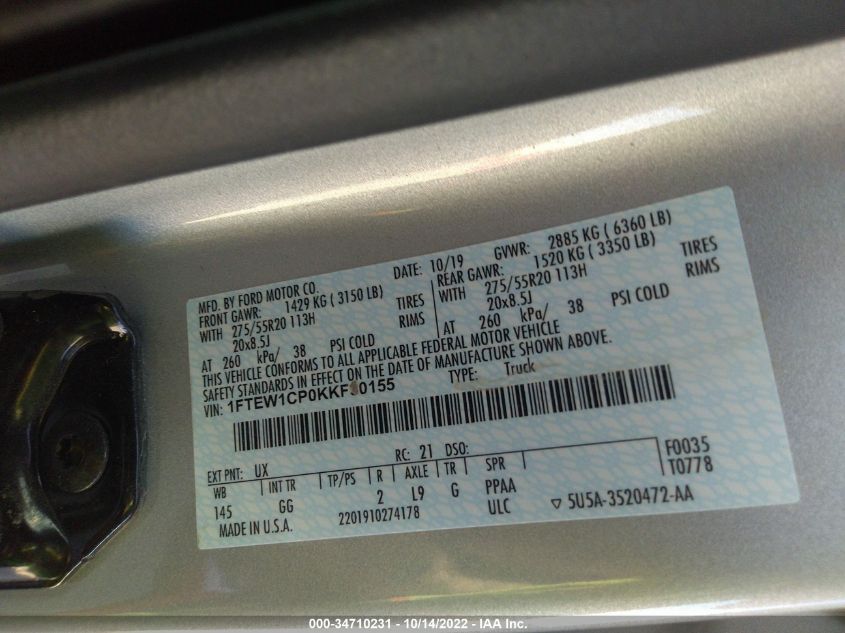 MFD. BY FORD MOTOR CO.
DATE: 10/19 GVWR: 2885 KG ( 6360 LB)
FRONT GAWR: 1429 KG ( 3150 LB)
REAR GAWR: 1520 KG ( 3350 LB)
WITH 275/55R20 113H TIRES
WITH 275/55R20 113H TIRES
20x8.5J RIMS
20x8.5J RIMS
AT 260 kPa/ 38 PSI COLD
AT 260 kPa/ 38 PSI COLD
THIS VEHICLE CONFORMS TO ALL APPLICABLE FEDERAL MOTOR VEHICLE
SAFETY STANDARDS IN EFFECT ON THE DATE OF MANUFACTURE SHOWN ABOVE.
VIN: TYPE: Truck
EXT PNT: UX RC: 21 DSO: F0035
WB INT TR TP/PS R AXLE TR SPR T0778
145 GG 2 L9 G PPAA
MADE IN U.S.A. 2201910274178 ULC 5U5A-3520472-AA
000-34710231 - 10/14/2022 - IAA Inc.